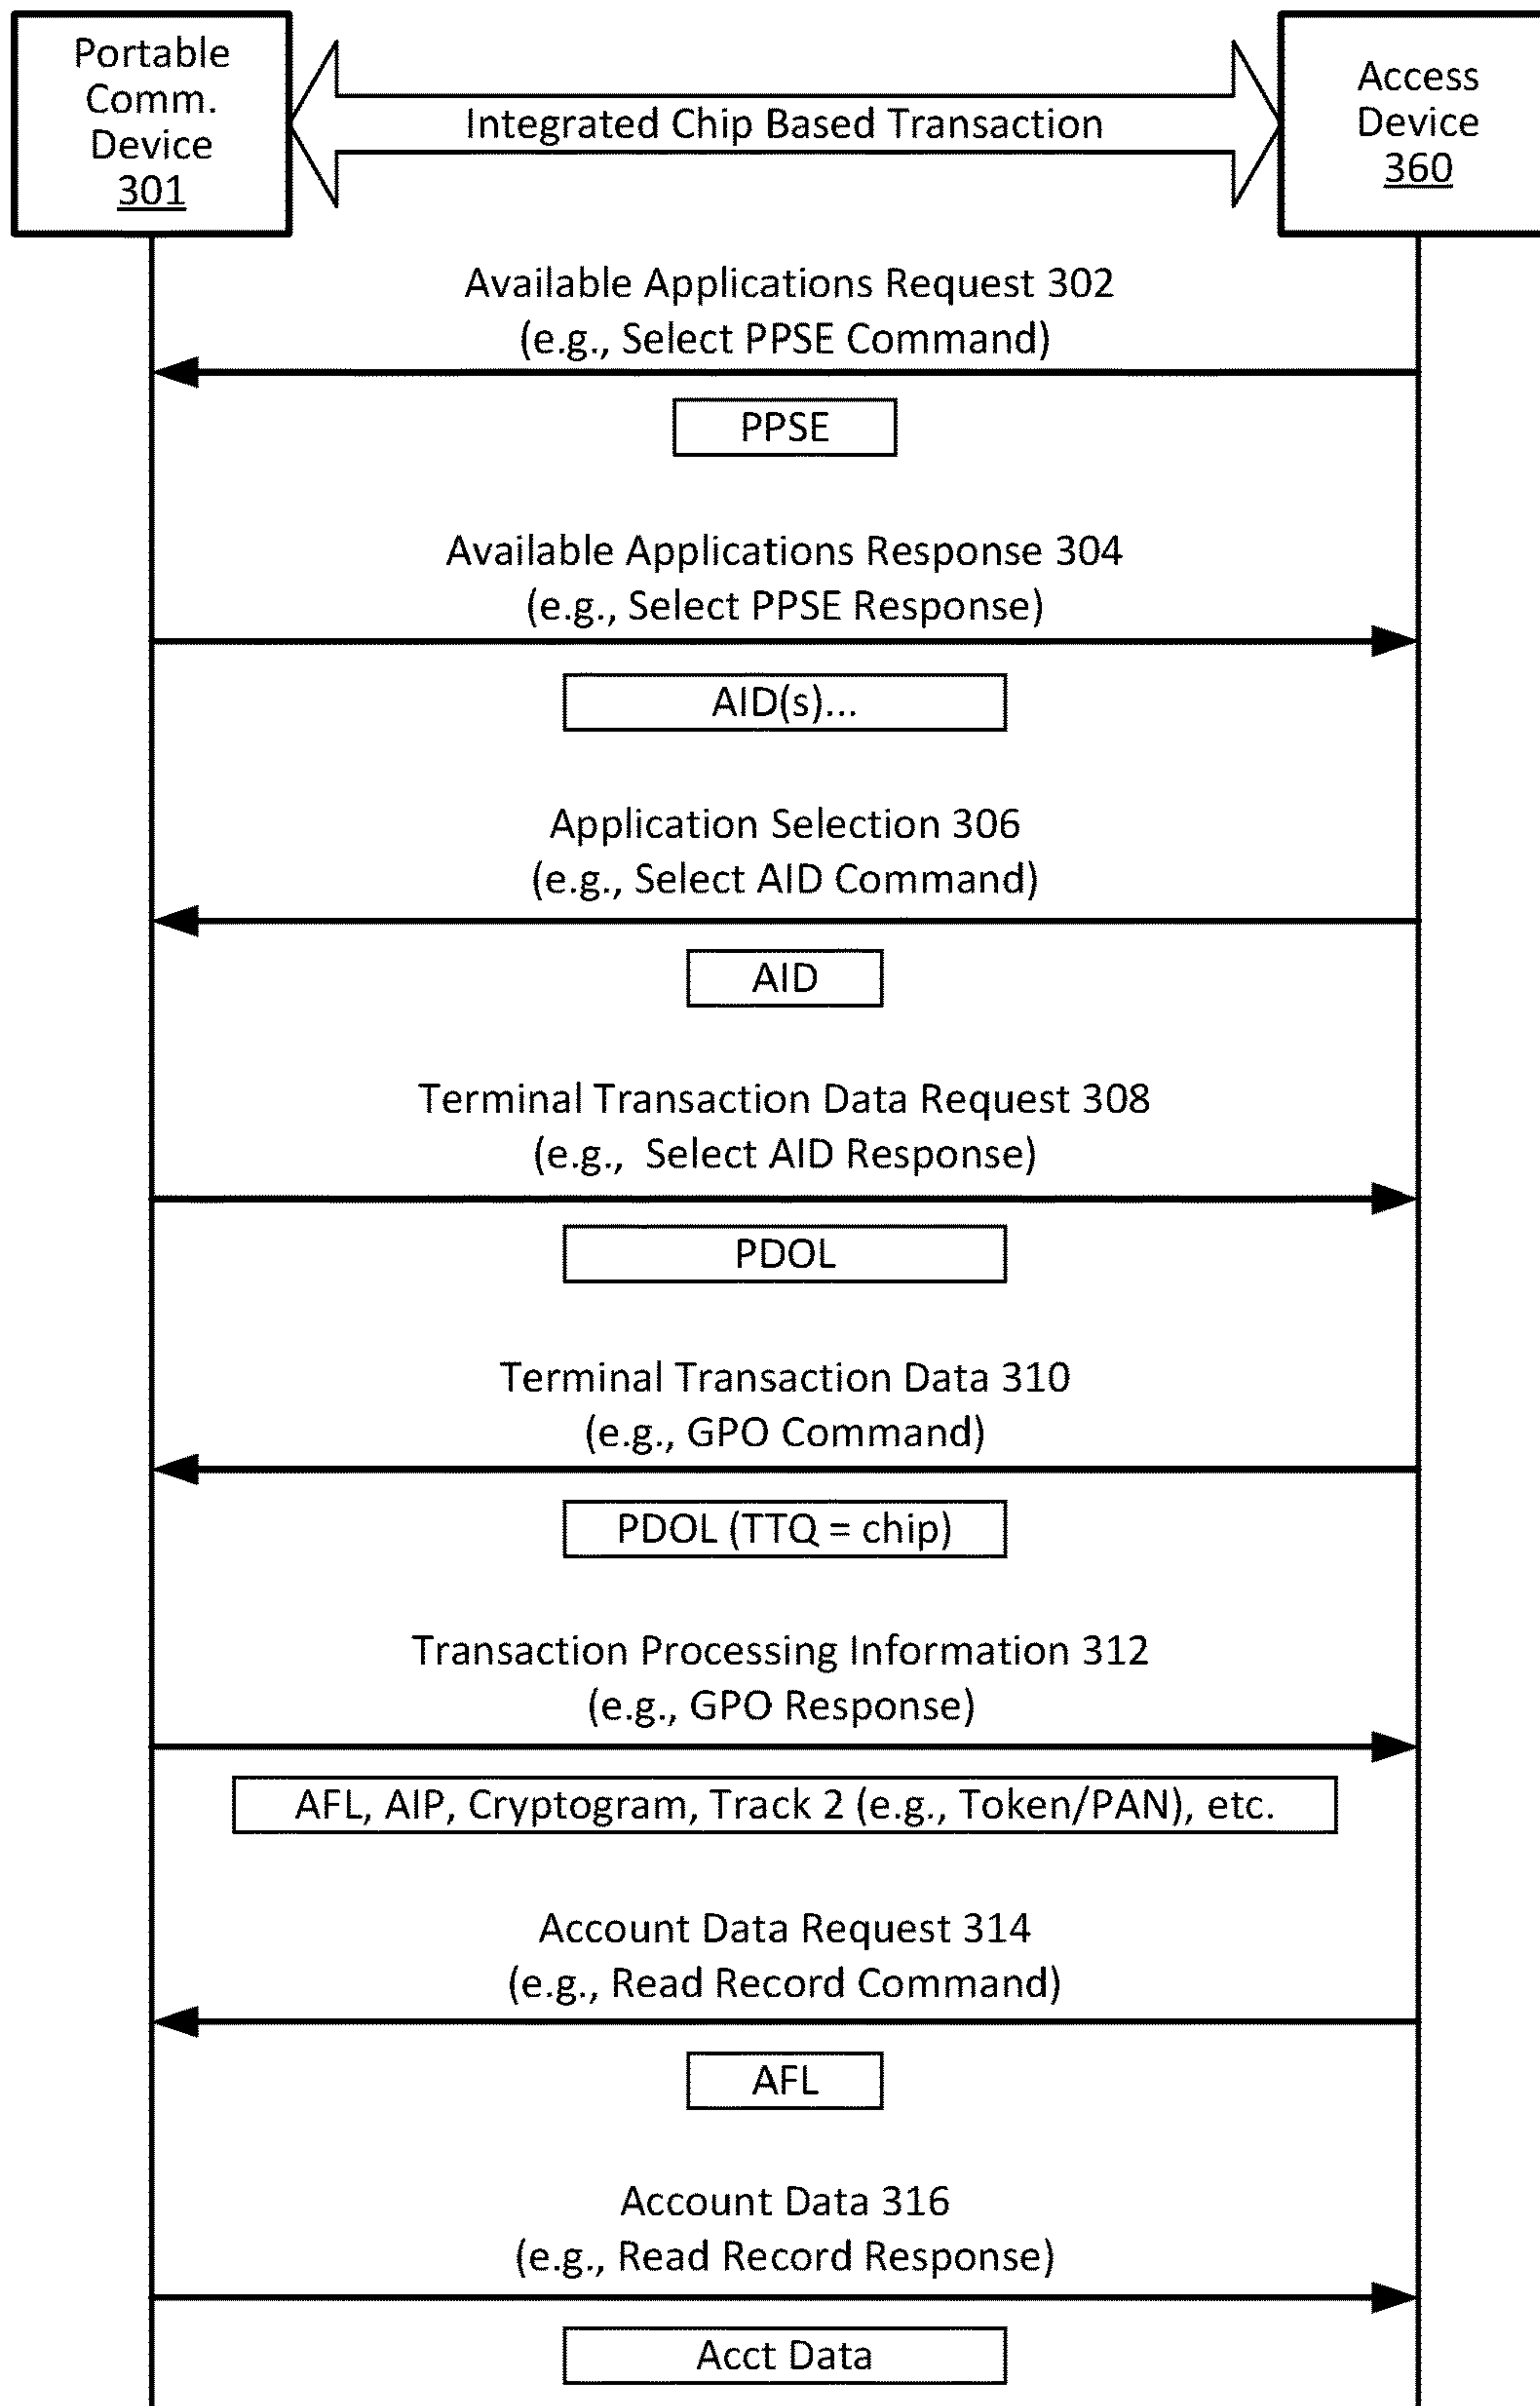 Portable
Comm.
Device
301
Integrated Chip Based Transaction
Access
Device
360
Available Applications Request 302
(e.g., Select PPSE Command)
PPSE
Available Applications Response 304
(e.g., Select PPSE Response)
AID(s)...
Application Selection 306
(e.g., Select AID Command)
AID
Terminal Transaction Data Request 308
(e.g., Select AID Response)
PDOL
Terminal Transaction Data 310
(e.g., GPO Command)
PDOL (TTQ = chip)
Transaction Processing Information 312
(e.g., GPO Response)
AFL, AIP, Cryptogram, Track 2 (e.g., Token/PAN), etc.
Account Data Request 314
(e.g., Read Record Command)
AFL
Account Data 316
(e.g., Read Record Response)
Acct Data